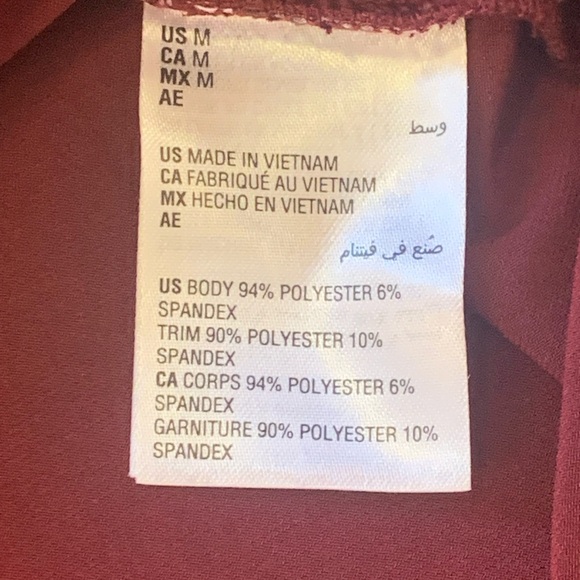 US M
CA M
MX M
AE
وسط
US MADE IN VIETNAM
CA FABRIQUÉ AU VIETNAM
MX HECHO EN VIETNAM
AE
صُنع في فيتنام
US BODY 94% POLYESTER 6%
SPANDEX
TRIM 90% POLYESTER 10%
SPANDEX
CA CORPS 94% POLYESTER 6%
SPANDEX
GARNITURE 90% POLYESTER 10%
SPANDEX